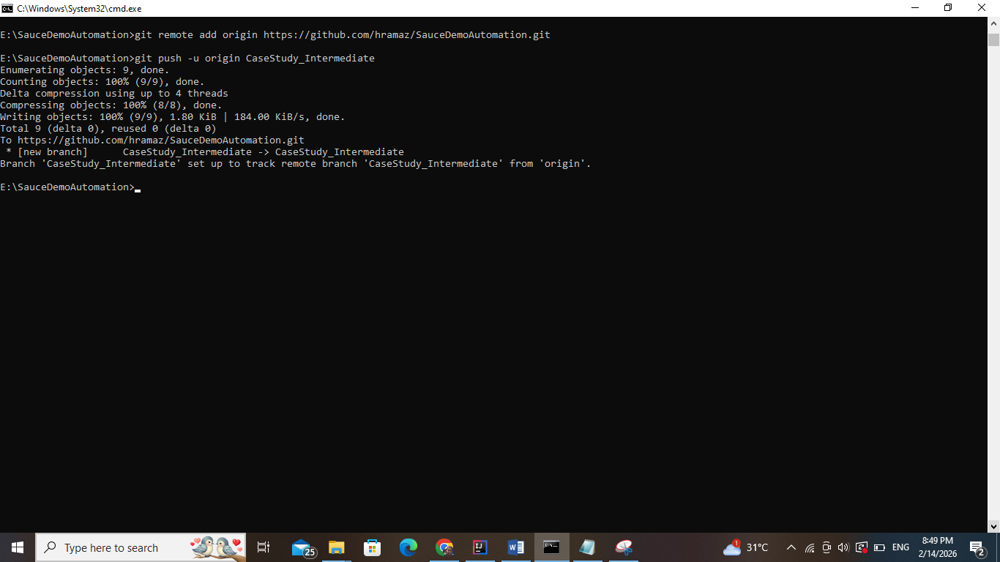 C:\Windows\System32\cmd.exe
E:\SauceDemoAutomation>git remote add origin https://github.com/hramaz/SauceDemoAutomation.git
E:\SauceDemoAutomation>git push -u origin CaseStudy_Intermediate
Enumerating objects: 9, done.
Counting objects: 100% (9/9), done.
Delta compression using up to 4 threads
Compressing objects: 100% (8/8), done.
Writing objects: 100% (9/9), 1.80 KiB | 184.00 KiB/s, done.
Total 9 (delta 0), reused 0 (delta 0)
To https://github.com/hramaz/SauceDemoAutomation.git
 * [new branch]      CaseStudy_Intermediate -> CaseStudy_Intermediate
Branch 'CaseStudy_Intermediate' set up to track remote branch 'CaseStudy_Intermediate' from 'origin'.
E:\SauceDemoAutomation>
Type here to search
25
1
31°C
ENG
8:49 PM
2/14/2026
2